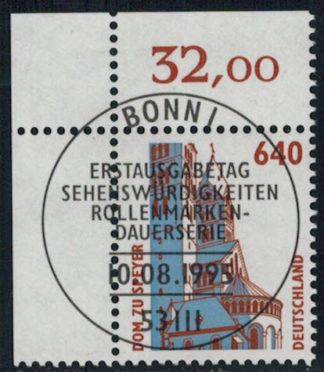 32,00
BONN 1
640
ERSTAUSGABETAG
SEHENSWÜRDIGKEITEN
ROLLENMARKEN-
DAUERSERIE
10.08.1995
53111
DOM ZU SPEYER
DEUTSCHLAND